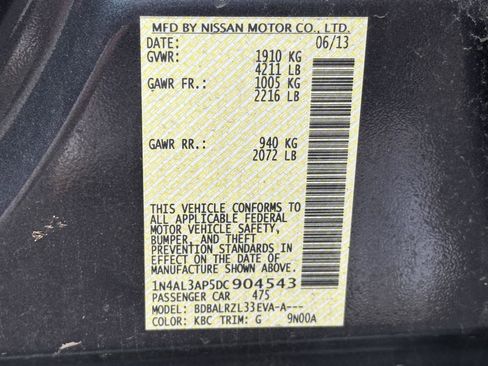 MFD BY NISSAN MOTOR CO., LTD.
DATE: 06/13
GVWR: 1910 KG
4211 LB
GAWR FR.: 1005 KG
2216 LB
GAWR RR.: 940 KG
2072 LB
THIS VEHICLE CONFORMS TO
ALL APPLICABLE FEDERAL
MOTOR VEHICLE SAFETY,
BUMPER, AND THEFT
PREVENTION STANDARDS IN
EFFECT ON THE DATE OF
MANUFACTURE SHOWN ABOVE.
1N4AL3AP5DC904543
PASSENGER CAR 475
MODEL: BDBALRZL33EVA-A---
COLOR: KBC TRIM: G 9N00A